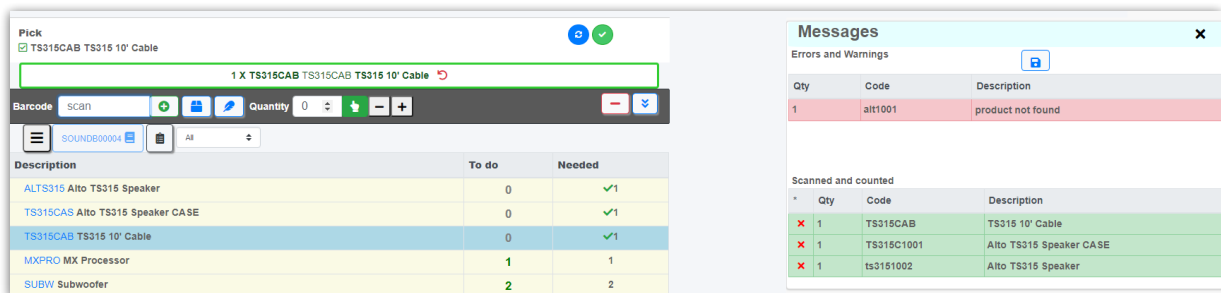 Pick
TS315CAB TS315 10' Cable
1 X TS315CAB TS315CAB TS315 10' Cable
Barcode scan Quantity 0
SOUNDB00004 All
Description To do Needed
ALTS315 Alto TS315 Speaker 0 1
TS315CAS Alto TS315 Speaker CASE 0 1
TS315CAB TS315 10' Cable 0 1
MXPRO MX Processor 1 1
SUBW Subwoofer 2 2
Messages
Errors and Warnings
Qty Code Description
1 alt1001 product not found
Scanned and counted
* Qty Code Description
1 TS315CAB TS315 10' Cable
1 TS315C1001 Alto TS315 Speaker CASE
1 ts3151002 Alto TS315 Speaker